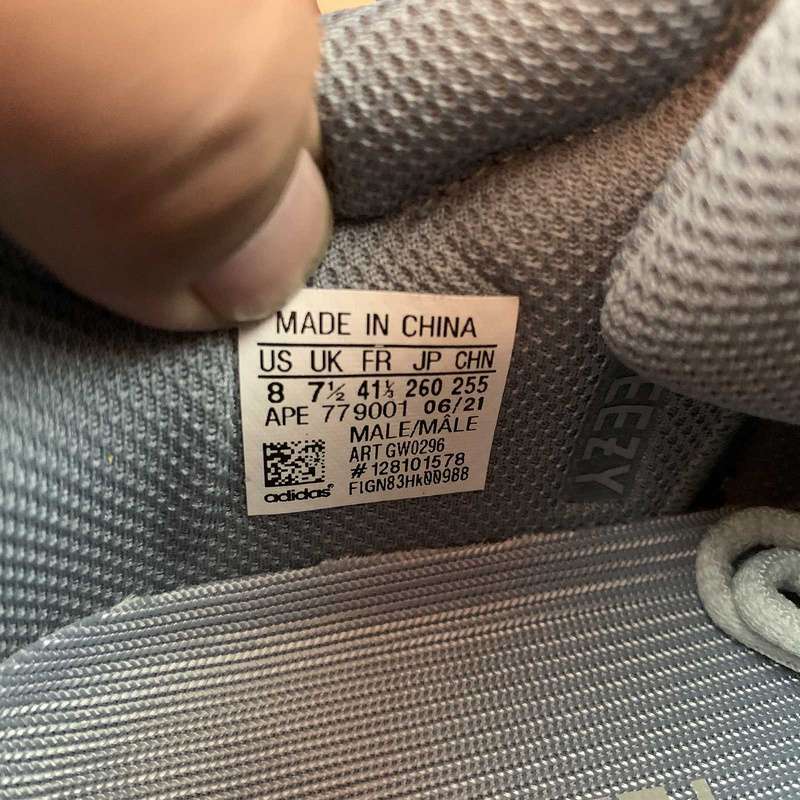 MADE IN CHINA
US UK FR JP CHN
8 7½ 41⅓ 260 255
APE 779001 06/21
MALE/MÂLE
ART GW0296
# 128101578
adidas®
EEZY